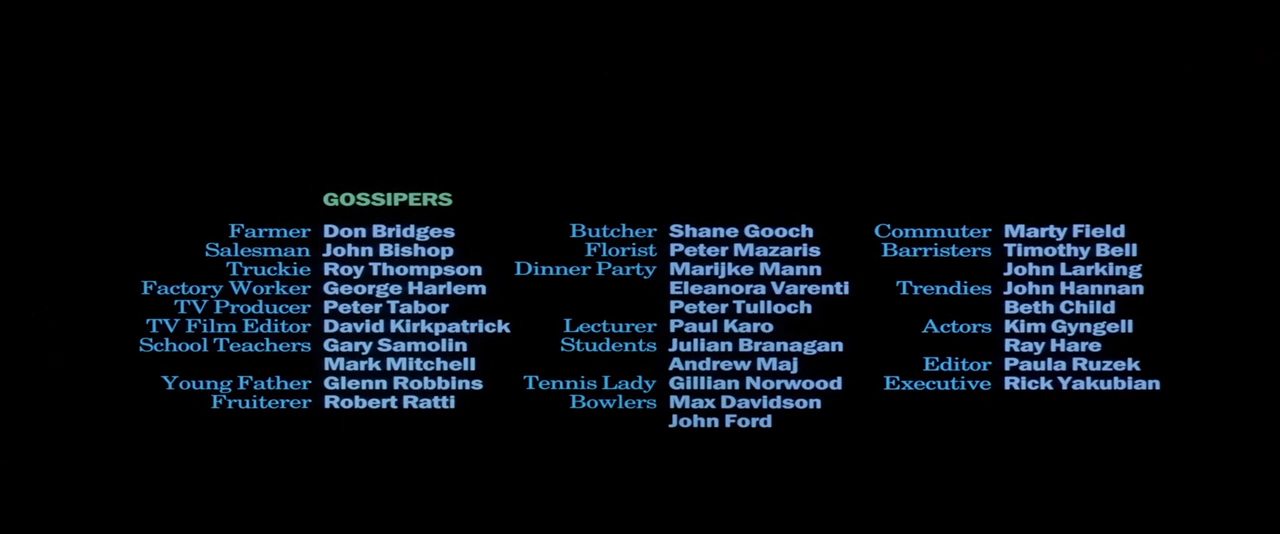 GOSSIPERS
Farmer Don Bridges
Salesman John Bishop
Truckie Roy Thompson
Factory Worker George Harlem
TV Producer Peter Tabor
TV Film Editor David Kirkpatrick
School Teachers Gary Samolin
Mark Mitchell
Young Father Glenn Robbins
Fruiterer Robert Ratti
Butcher Shane Gooch
Florist Peter Mazaris
Dinner Party Marijke Mann
Eleanora Varenti
Peter Tulloch
Lecturer Paul Karo
Students Julian Branagan
Andrew Maj
Tennis Lady Gillian Norwood
Bowlers Max Davidson
John Ford
Commuter Marty Field
Barristers Timothy Bell
John Larking
Trendies John Hannan
Beth Child
Actors Kim Gyngell
Ray Hare
Editor Paula Ruzek
Executive Rick Yakubian